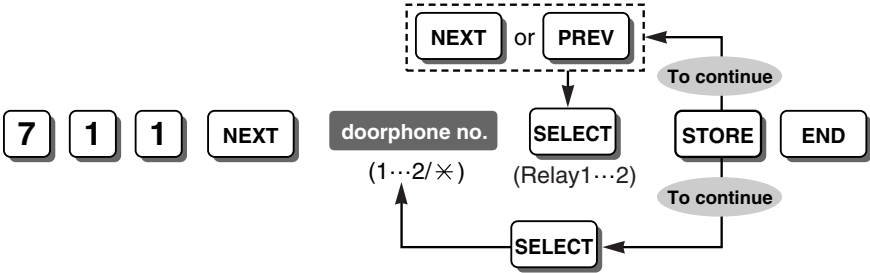 NEXT or PREV
To continue
7 1 1 NEXT doorphone no. SELECT STORE END
(1⋯2/✳) (Relay1⋯2)
To continue
SELECT